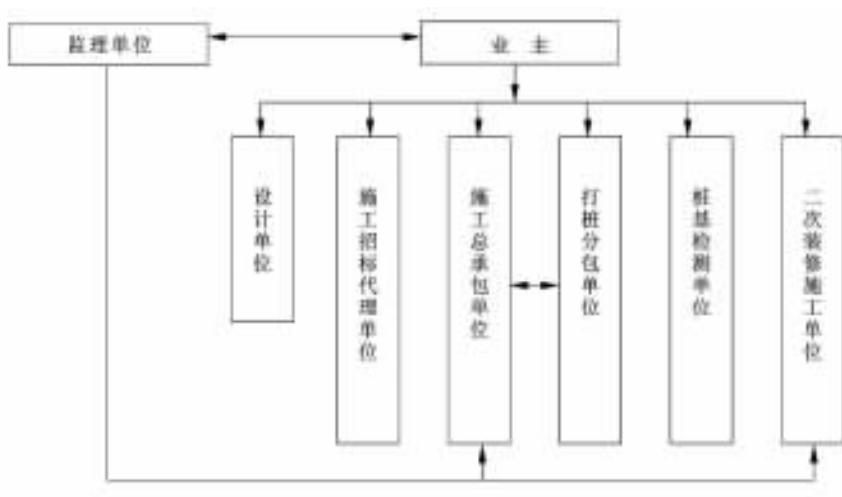 监理单位
业 主
设计单位
施工招标代理单位
施工总承包单位
打桩分包单位
桩基检测单位
二次装修施工单位